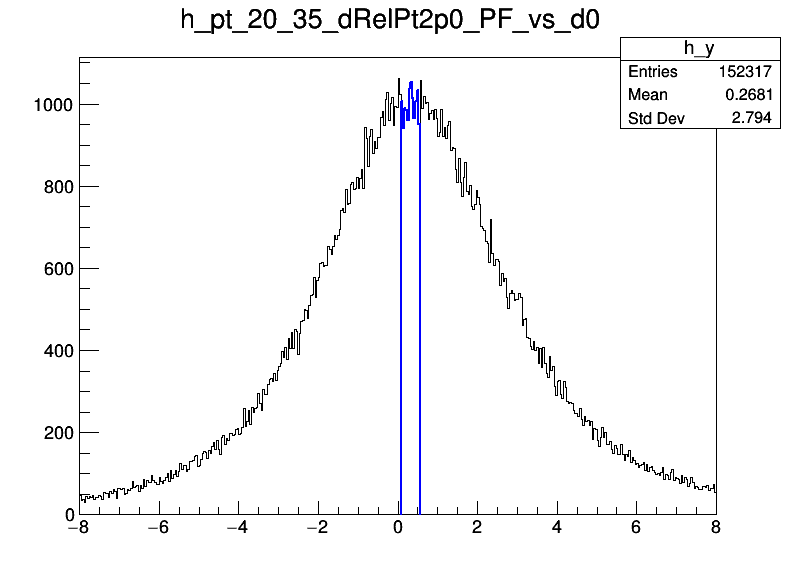 h_pt_20_35_dRelPt2p0_PF_vs_d0
h_y
Entries 152317
Mean 0.2681
Std Dev 2.794
1000
800
600
400
200
0
−8 −6 −4 −2 0 2 4 6 8